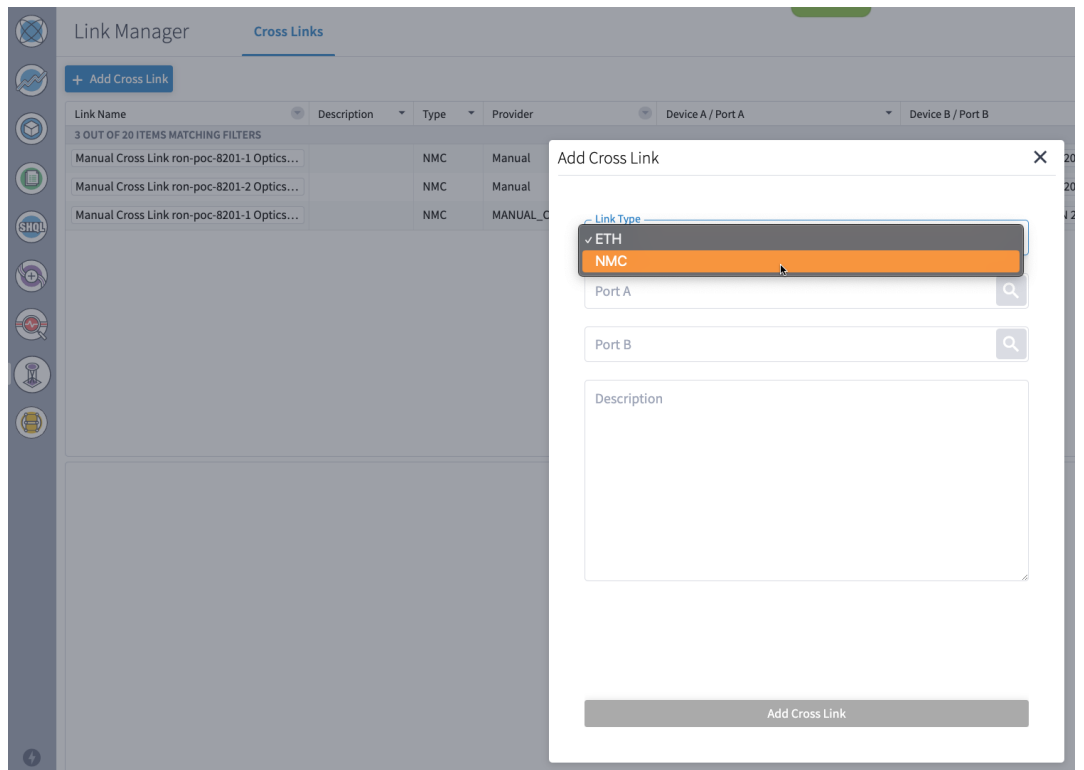 Link Manager
Cross Links
+ Add Cross Link
Link Name Description Type Provider Device A / Port A Device B / Port B
3 OUT OF 20 ITEMS MATCHING FILTERS
Manual Cross Link ron-poc-8201-1 Optics... NMC Manual
Manual Cross Link ron-poc-8201-2 Optics... NMC Manual
Manual Cross Link ron-poc-8201-1 Optics... NMC MANUAL_C
SHQL
Add Cross Link
Link Type
✓ ETH
NMC
Port A
Port B
Description
Add Cross Link